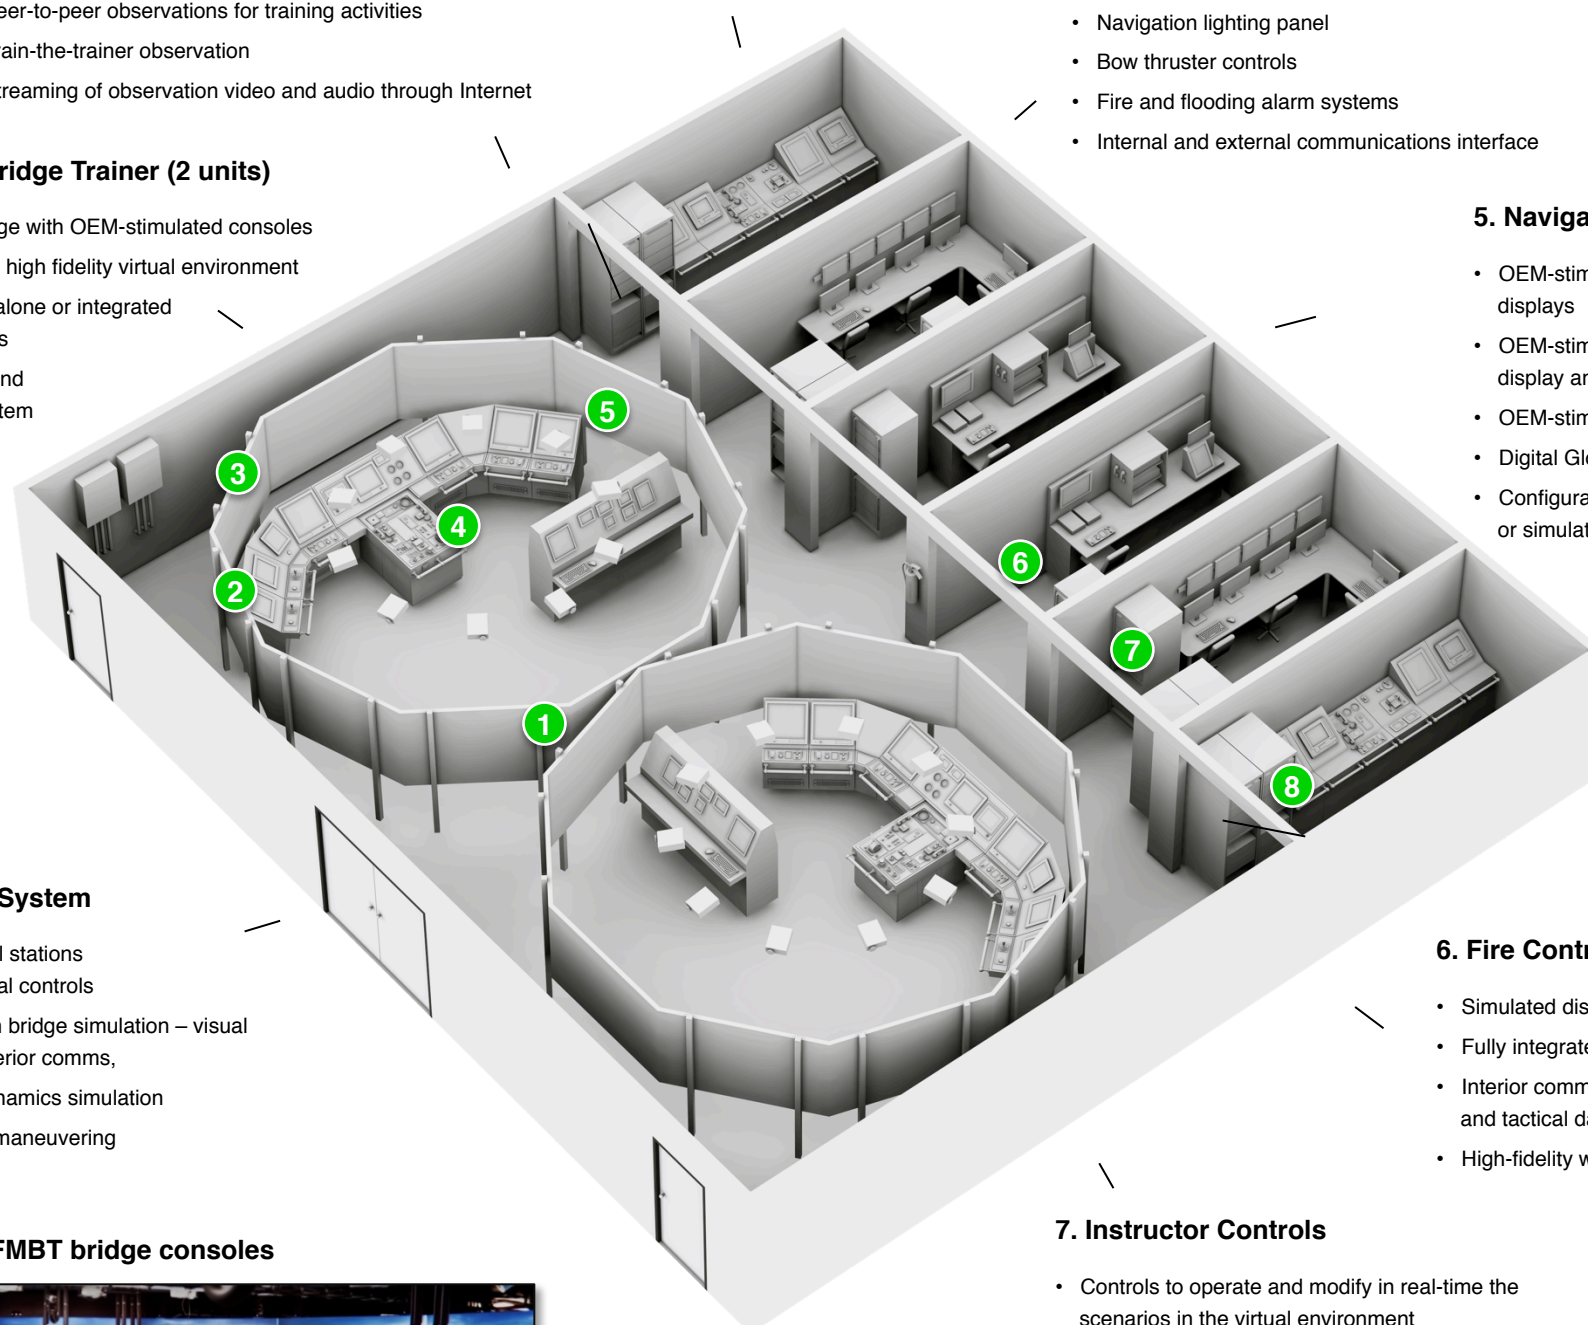 eer-to-peer observations for training activities
ain-the-trainer observation
treaming of observation video and audio through Internet
ridge Trainer (2 units)
ge with OEM-stimulated consoles
high fidelity virtual environment
alone or integrated
s
nd
tem
• Navigation lighting panel
• Bow thruster controls
• Fire and flooding alarm systems
• Internal and external communications interface
5. Naviga
• OEM-stim
displays
• OEM-stim
display an
• OEM-stim
• Digital Glo
• Configura
or simulat
5
3
4
2
6
7
1
8
System
l stations
al controls
n bridge simulation – visual
erior comms,
namics simulation
maneuvering
FMBT bridge consoles
6. Fire Contr
• Simulated dis
• Fully integrate
• Interior comm
and tactical da
• High-fidelity w
7. Instructor Controls
• Controls to operate and modify in real-time the
scenarios in the virtual environment